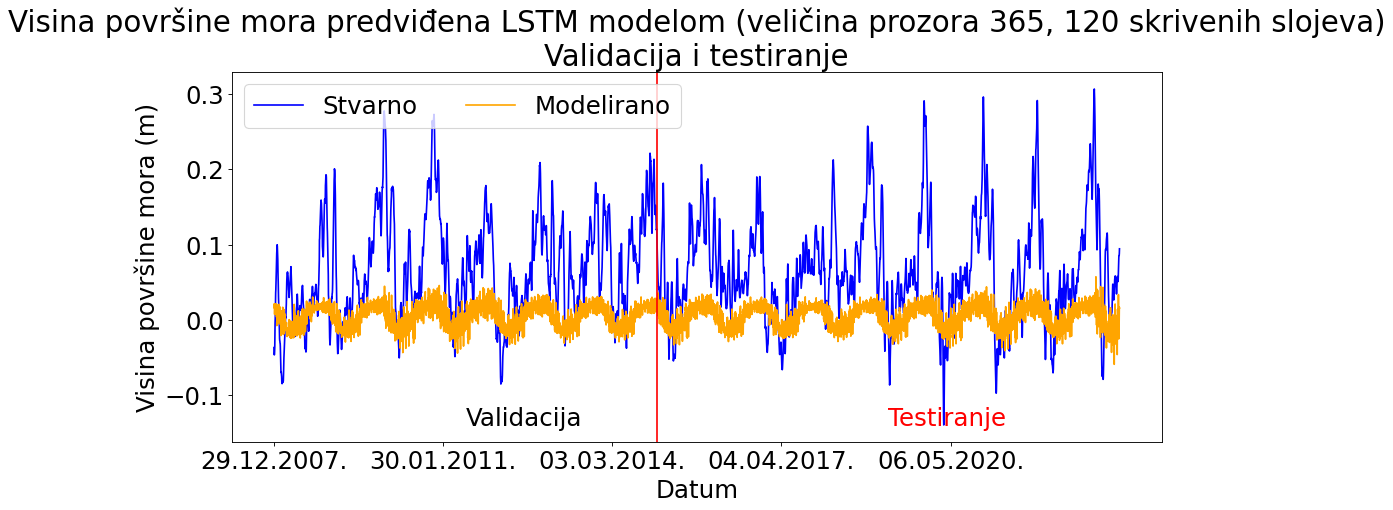 Visina površine mora predviđena LSTM modelom (veličina prozora 365, 120 skrivenih slojeva)
Validacija i testiranje
Stvarno Modelirano
Visina površine mora (m)
0.3
0.2
0.1
0.0
−0.1
Validacija
Testiranje
29.12.2007. 30.01.2011. 03.03.2014. 04.04.2017. 06.05.2020.
Datum